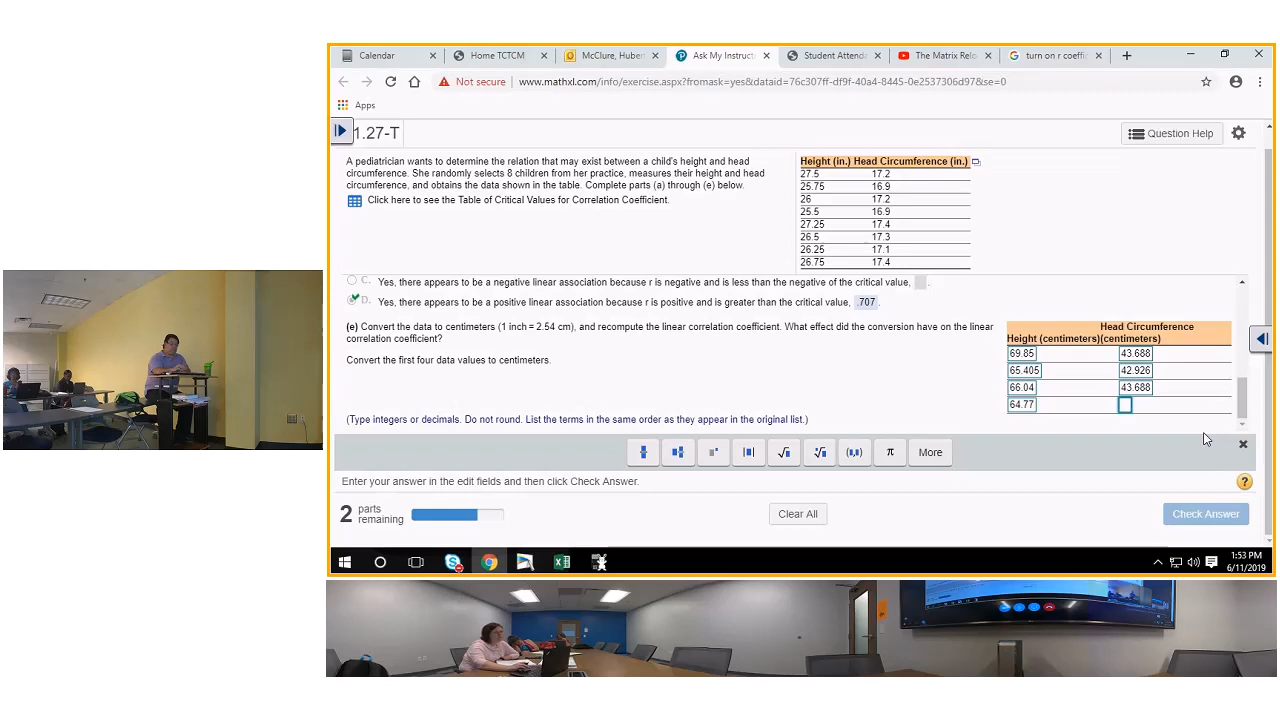 Calendar
Home TCTCM
McClure, Huber
Ask My Instruct
Student Attend
The Matrix Relo
turn on r coeffic
Not secure | www.mathxl.com/info/exercise.aspx?fromask=yes&dataid=76c307ff-df9f-40a4-8445-0e2537306d97&se=0
Apps
1.27-T
Question Help
A pediatrician wants to determine the relation that may exist between a child's height and head
circumference. She randomly selects 8 children from her practice, measures their height and head
circumference, and obtains the data shown in the table. Complete parts (a) through (e) below.
Click here to see the Table of Critical Values for Correlation Coefficient.
Height (in.) Head Circumference (in.)
27.5 17.2
25.75 16.9
26 17.2
25.5 16.9
27.25 17.4
26.5 17.3
26.25 17.1
26.75 17.4
C. Yes, there appears to be a negative linear association because r is negative and is less than the negative of the critical value, .
D. Yes, there appears to be a positive linear association because r is positive and is greater than the critical value, .707 .
(e) Convert the data to centimeters (1 inch = 2.54 cm), and recompute the linear correlation coefficient. What effect did the conversion have on the linear
correlation coefficient?
Convert the first four data values to centimeters.
Head Circumference
Height (centimeters)(centimeters)
69.85 43.688
65.405 42.926
66.04 43.688
64.77
(Type integers or decimals. Do not round. List the terms in the same order as they appear in the original list.)
More
Enter your answer in the edit fields and then click Check Answer.
2 parts
remaining
Clear All
Check Answer
1:53 PM
6/11/2019